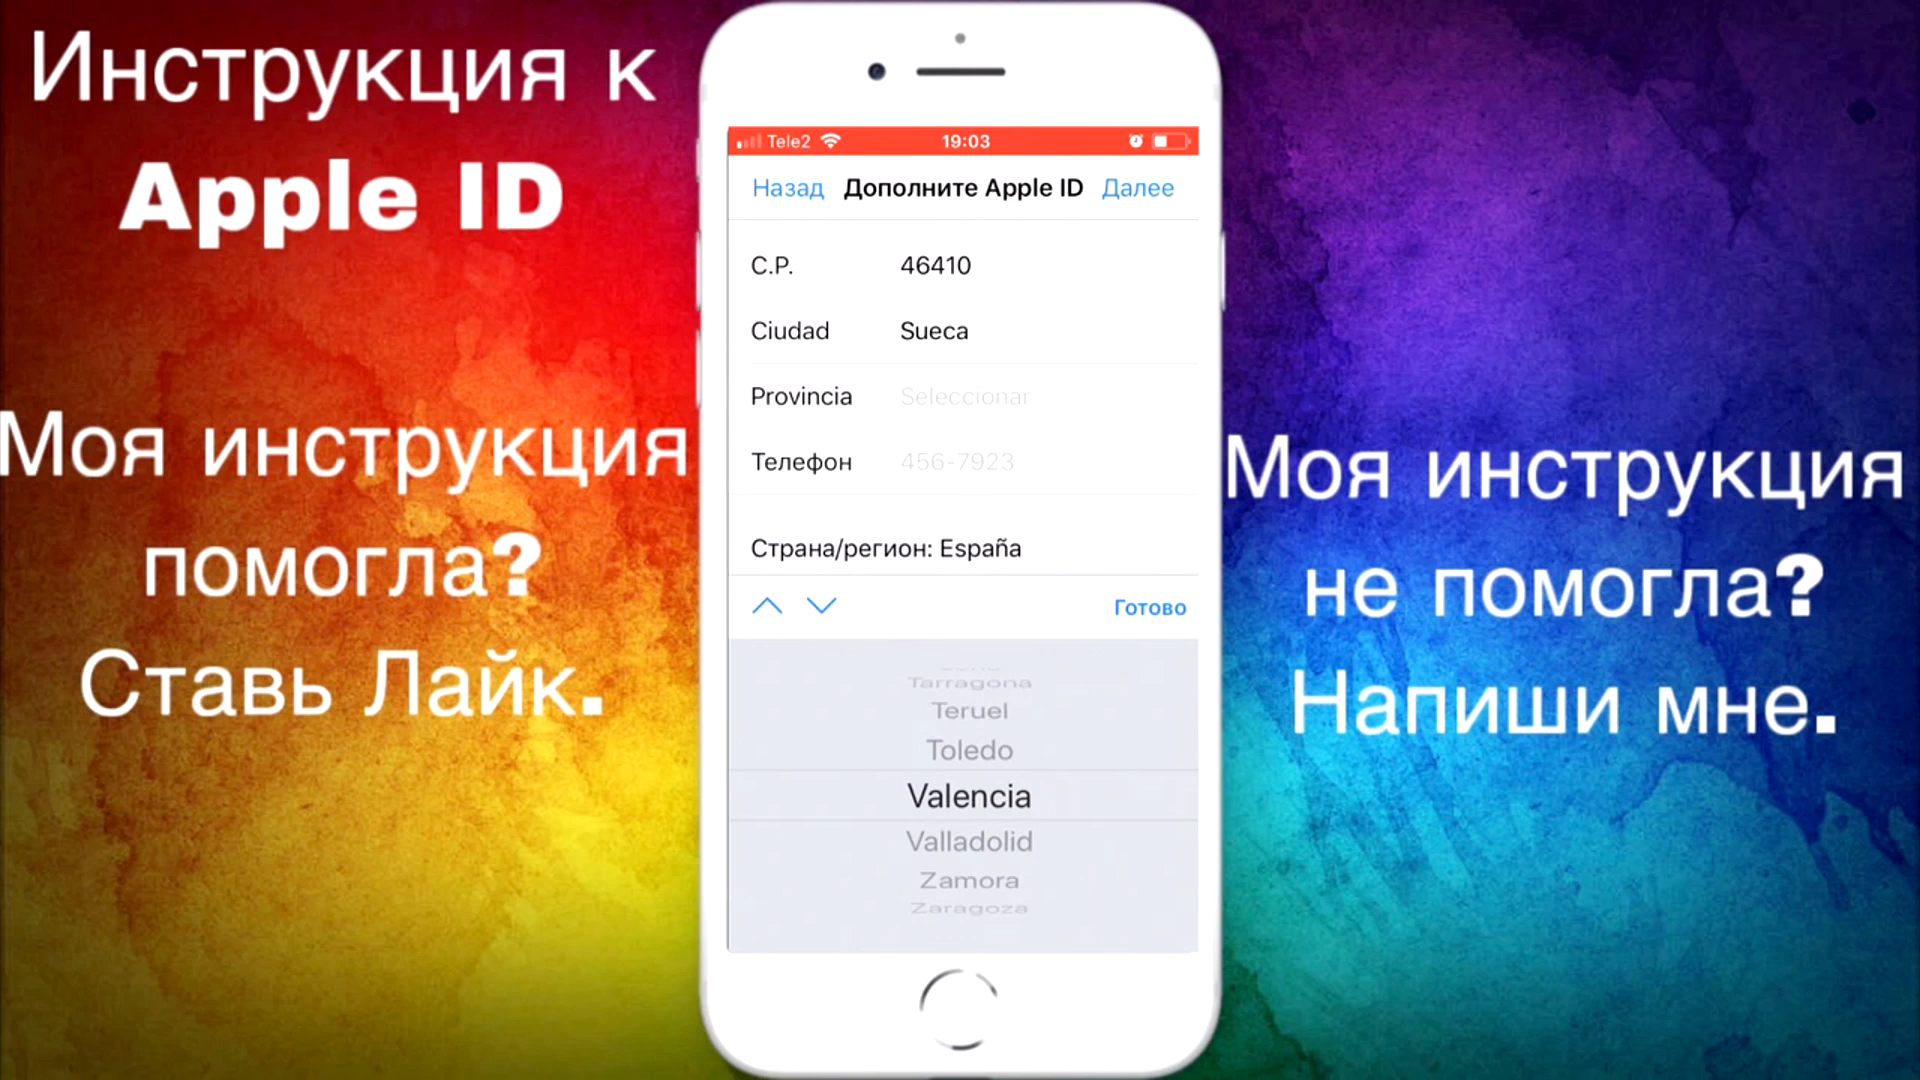 Инструкция к
Apple ID
Моя инструкция
помогла?
Ставь Лайк.
Tele2
19:03
Назад
Дополните Apple ID
Далее
C.P.
46410
Ciudad
Sueca
Provincia
Seleccionar
Телефон
456-7923
Страна/регион: España
Готово
Tarragona
Teruel
Toledo
Valencia
Valladolid
Zamora
Zaragoza
Моя инструкция
не помогла?
Напиши мне.